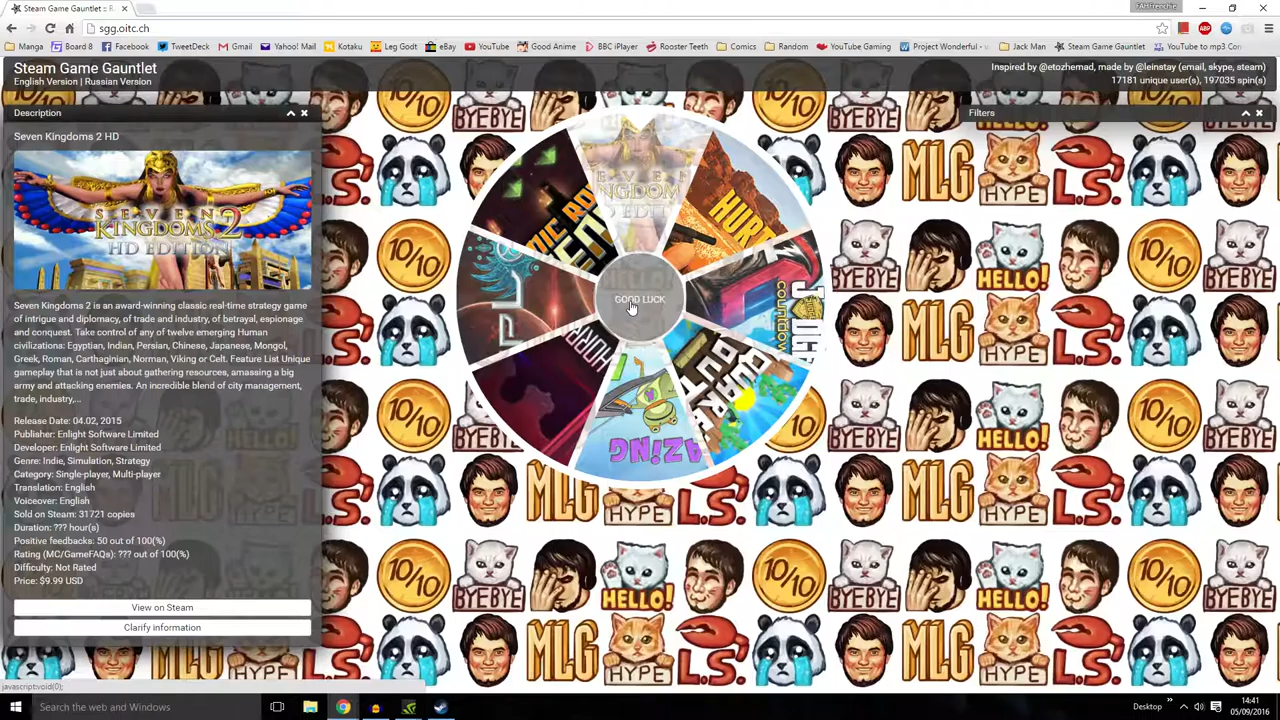 Steam Game Gauntlet :: R
FAHFrenchie
sgg.oitc.ch
Manga
Board 8
Facebook
TweetDeck
Gmail
Yahoo! Mail
Kotaku
Leg Godt
eBay
YouTube
Good Anime
BBC iPlayer
Rooster Teeth
Comics
Random
YouTube Gaming
Project Wonderful - u
Jack Man
Steam Game Gauntlet
YouTube to mp3 Con
Steam Game Gauntlet
English Version | Russian Version
Inspired by @etozhemad, made by @leinstay (email, skype, steam)
17181 unique user(s), 197035 spin(s)
Description
Filters
Seven Kingdoms 2 HD
SEVEN
KINGDOMS 2
HD EDITION
Seven Kingdoms 2 is an award-winning classic real-time strategy game
of intrigue and diplomacy, of trade and industry, of betrayal, espionage
and conquest. Take control of any of twelve emerging Human
civilizations: Egyptian, Indian, Persian, Chinese, Japanese, Mongol,
Greek, Roman, Carthaginian, Norman, Viking or Celt. Feature List Unique
gameplay that is not just about gathering resources, amassing a big
army and attacking enemies. An incredible blend of city management,
trade, industry,...
Release Date: 04.02, 2015
Publisher: Enlight Software Limited
Developer: Enlight Software Limited
Genre: Indie, Simulation, Strategy
Category: Single-player, Multi-player
Translation: English
Voiceover: English
Sold on Steam: 31721 copies
Duration: ??? hour(s)
Positive feedbacks: 50 out of 100(%)
Rating (MC/GameFAQs): ??? out of 100(%)
Difficulty: Not Rated
Price: $9.99 USD
View on Steam
Clarify information
GOOD LUCK
HURT
10/10
BYEBYE
HELLO!
MLG
HYPE
L.S.
javascript:void(0);
Search the web and Windows
Desktop
14:41
05/09/2016